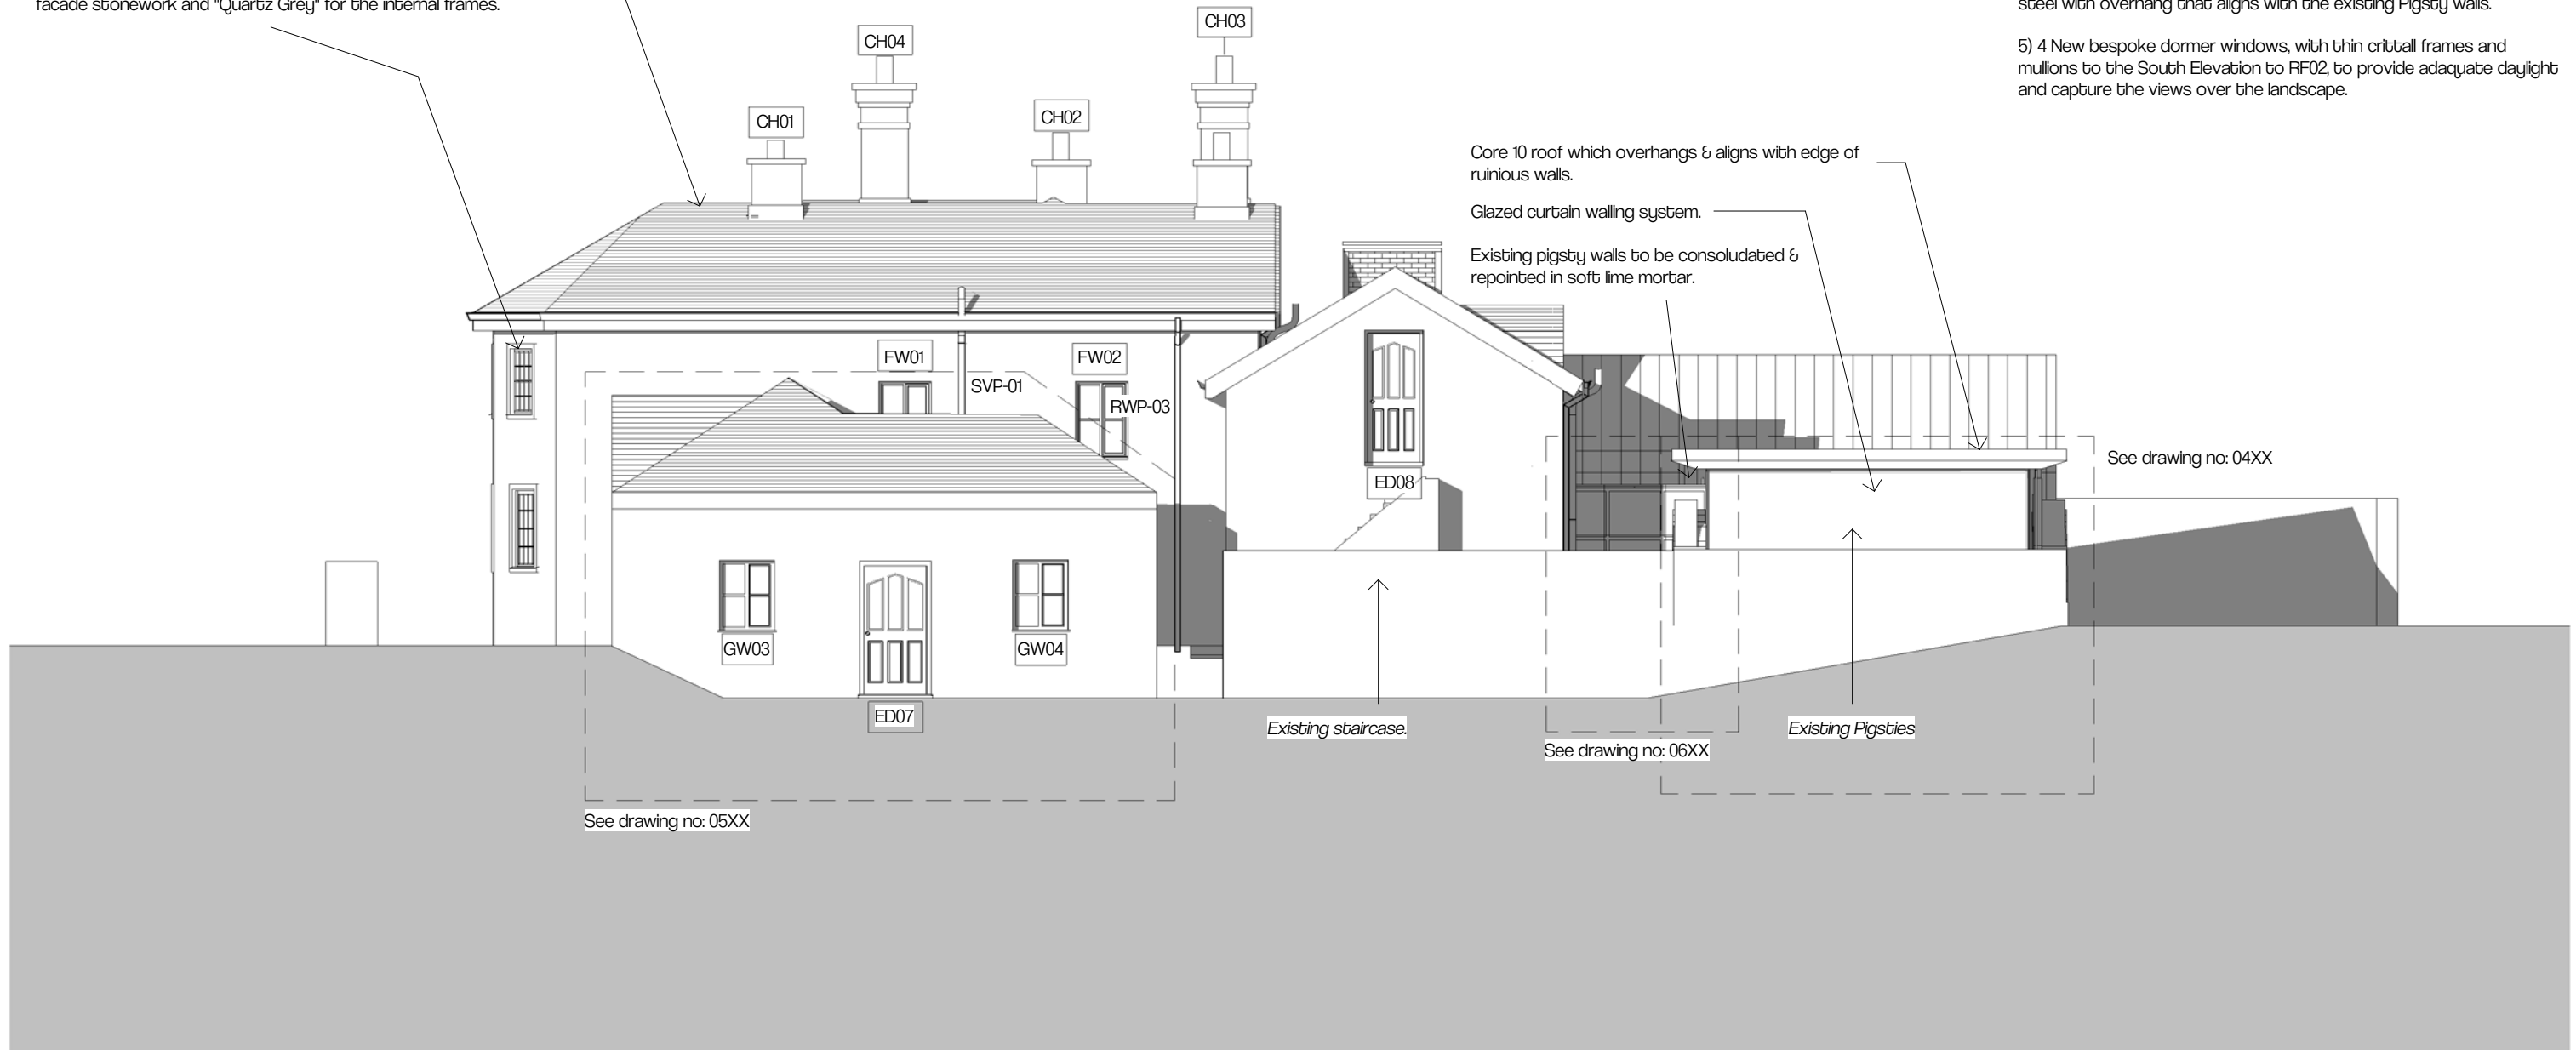 facade stonework and "Quartz Grey" for the internal frames.
steel with overhang that aligns with the existing Pigsty walls.
5) 4 New bespoke dormer windows, with thin crittall frames and
mullions to the South Elevation to RF02, to provide adaquate daylight
and capture the views over the landscape.
CH03
CH04
CH01
CH02
Core 10 roof which overhangs & aligns with edge of
ruinious walls.
Glazed curtain walling system.
Existing pigsty walls to be consoludated &
repointed in soft lime mortar.
FW01
FW02
SVP-01
RWP-03
See drawing no: 04XX
ED08
GW03
GW04
ED07
Existing staircase.
Existing Pigsties
See drawing no: 06XX
See drawing no: 05XX